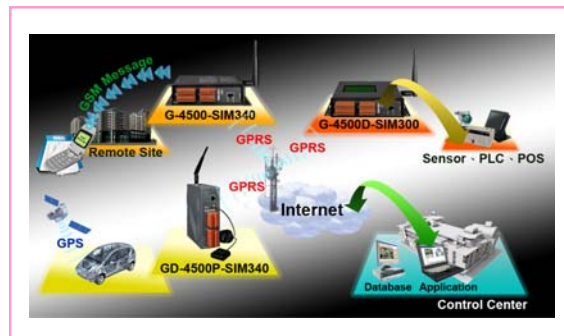 GSM Message
G-4500-SIM340
G-4500D-SIM300
Remote Site
GPRS
GPRS
GPRS
Sensor、PLC、POS
Internet
GPS
GD-4500P-SIM340
Database
Application
Control Center